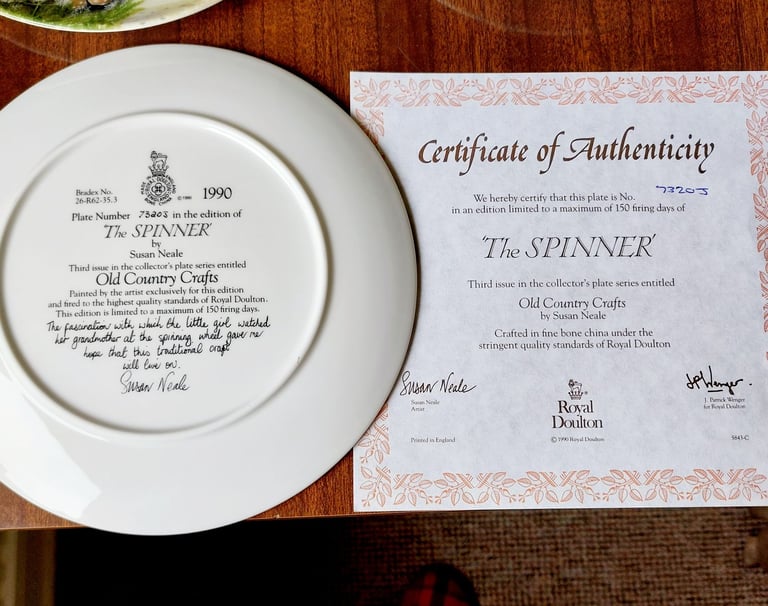 Bradex No.
26-R62-35.3
© 1990
1990
Plate Number 7320J in the edition of
'The SPINNER'
by
Susan Neale
Third issue in the collector's plate series entitled
Old Country Crafts
Painted by the artist exclusively for this edition
and fired to the highest quality standards of Royal Doulton.
This edition is limited to a maximum of 150 firing days.
The fascination with which the little girl watched
her grandmother at the spinning wheel gave me
hope that this traditional craft
will live on.
Susan Neale
Certificate of Authenticity
We hereby certify that this plate is No. 7320J
in an edition limited to a maximum of 150 firing days of
'The SPINNER'
Third issue in the collector's plate series entitled
Old Country Crafts
by Susan Neale
Crafted in fine bone china under the
stringent quality standards of Royal Doulton
Susan Neale
Susan Neale
Artist
Royal
Doulton
J. Patrick Wenger
for Royal Doulton
Printed in England
© 1990 Royal Doulton
5843-C